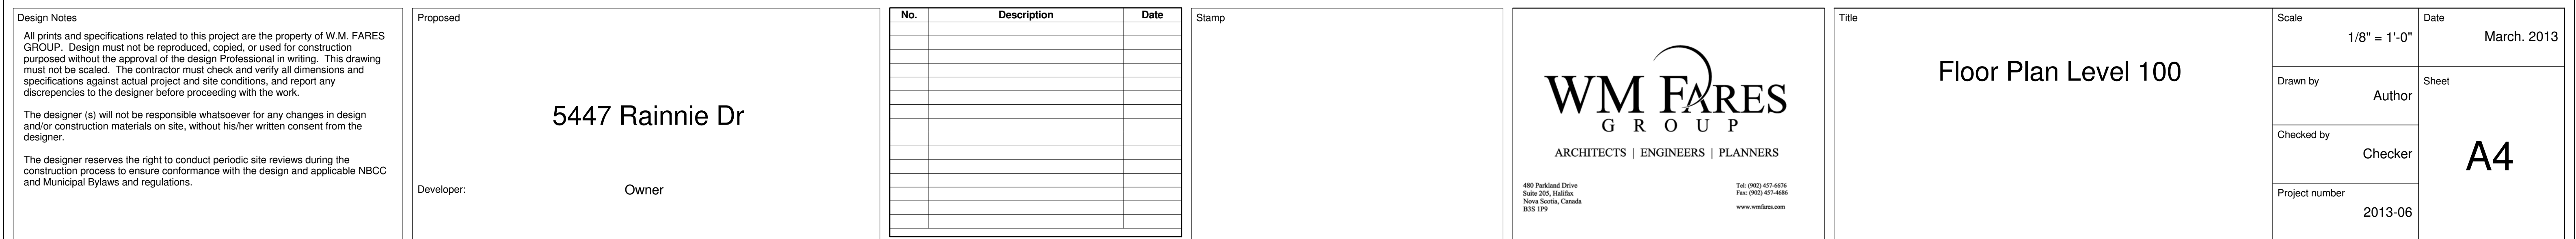 Design Notes
All prints and specifications related to this project are the property of W.M. FARES
GROUP.  Design must not be reproduced, copied, or used for construction
purposed without the approval of the design Professional in writing.  This drawing
must not be scaled.  The contractor must check and verify all dimensions and
specifications against actual project and site conditions, and report any
discrepencies to the designer before proceeding with the work.
The designer (s) will not be responsible whatsoever for any changes in design
and/or construction materials on site, without his/her written consent from the
designer.
The designer reserves the right to conduct periodic site reviews during the
construction process to ensure conformance with the design and applicable NBCC
and Municipal Bylaws and regulations.
Proposed
5447 Rainnie Dr
Developer: Owner
No. Description Date
Stamp
WM FARES
GROUP
ARCHITECTS | ENGINEERS | PLANNERS
480 Parkland Drive
Suite 205, Halifax
Nova Scotia, Canada
B3S 1P9
Tel: (902) 457-6676
Fax: (902) 457-4686
www.wmfares.com
Title
Floor Plan Level 100
Scale
1/8" = 1'-0"
Date
March. 2013
Drawn by
Author
Checked by
Checker
Project number
2013-06
Sheet
A4